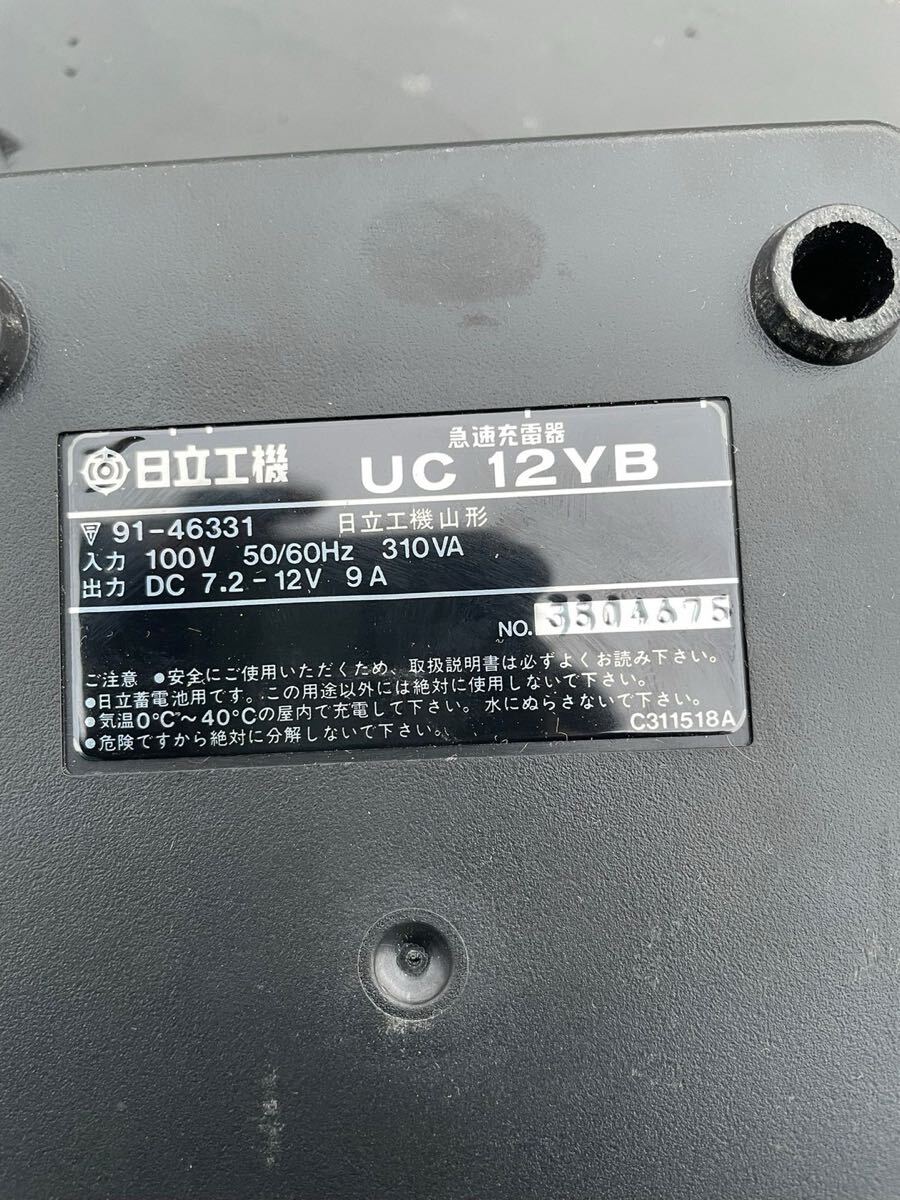 日立工機 急速充電器
UC 12YB
91-46331 日立工機山形
入力 100V 50/60Hz 310VA
出力 DC 7.2-12V 9A
NO. 3304675
ご注意 ●安全にご使用いただくため、取扱説明書は必ずよくお読み下さい。
●日立蓄電池用です。この用途以外には絶対に使用しないで下さい。
●気温0°C～40°Cの屋内で充電して下さい。水にぬらさないで下さい。
●危険ですから絶対に分解しないで下さい。
C311518A